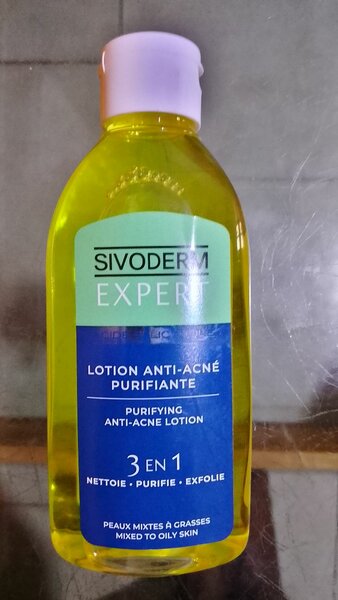 SIVODERM
EXPERT
LOTION ANTI-ACNÉ
PURIFIANTE
PURIFYING
ANTI-ACNE LOTION
3 EN 1
NETTOIE • PURIFIE • EXFOLIE
PEAUX MIXTES À GRASSES
MIXED TO OILY SKIN